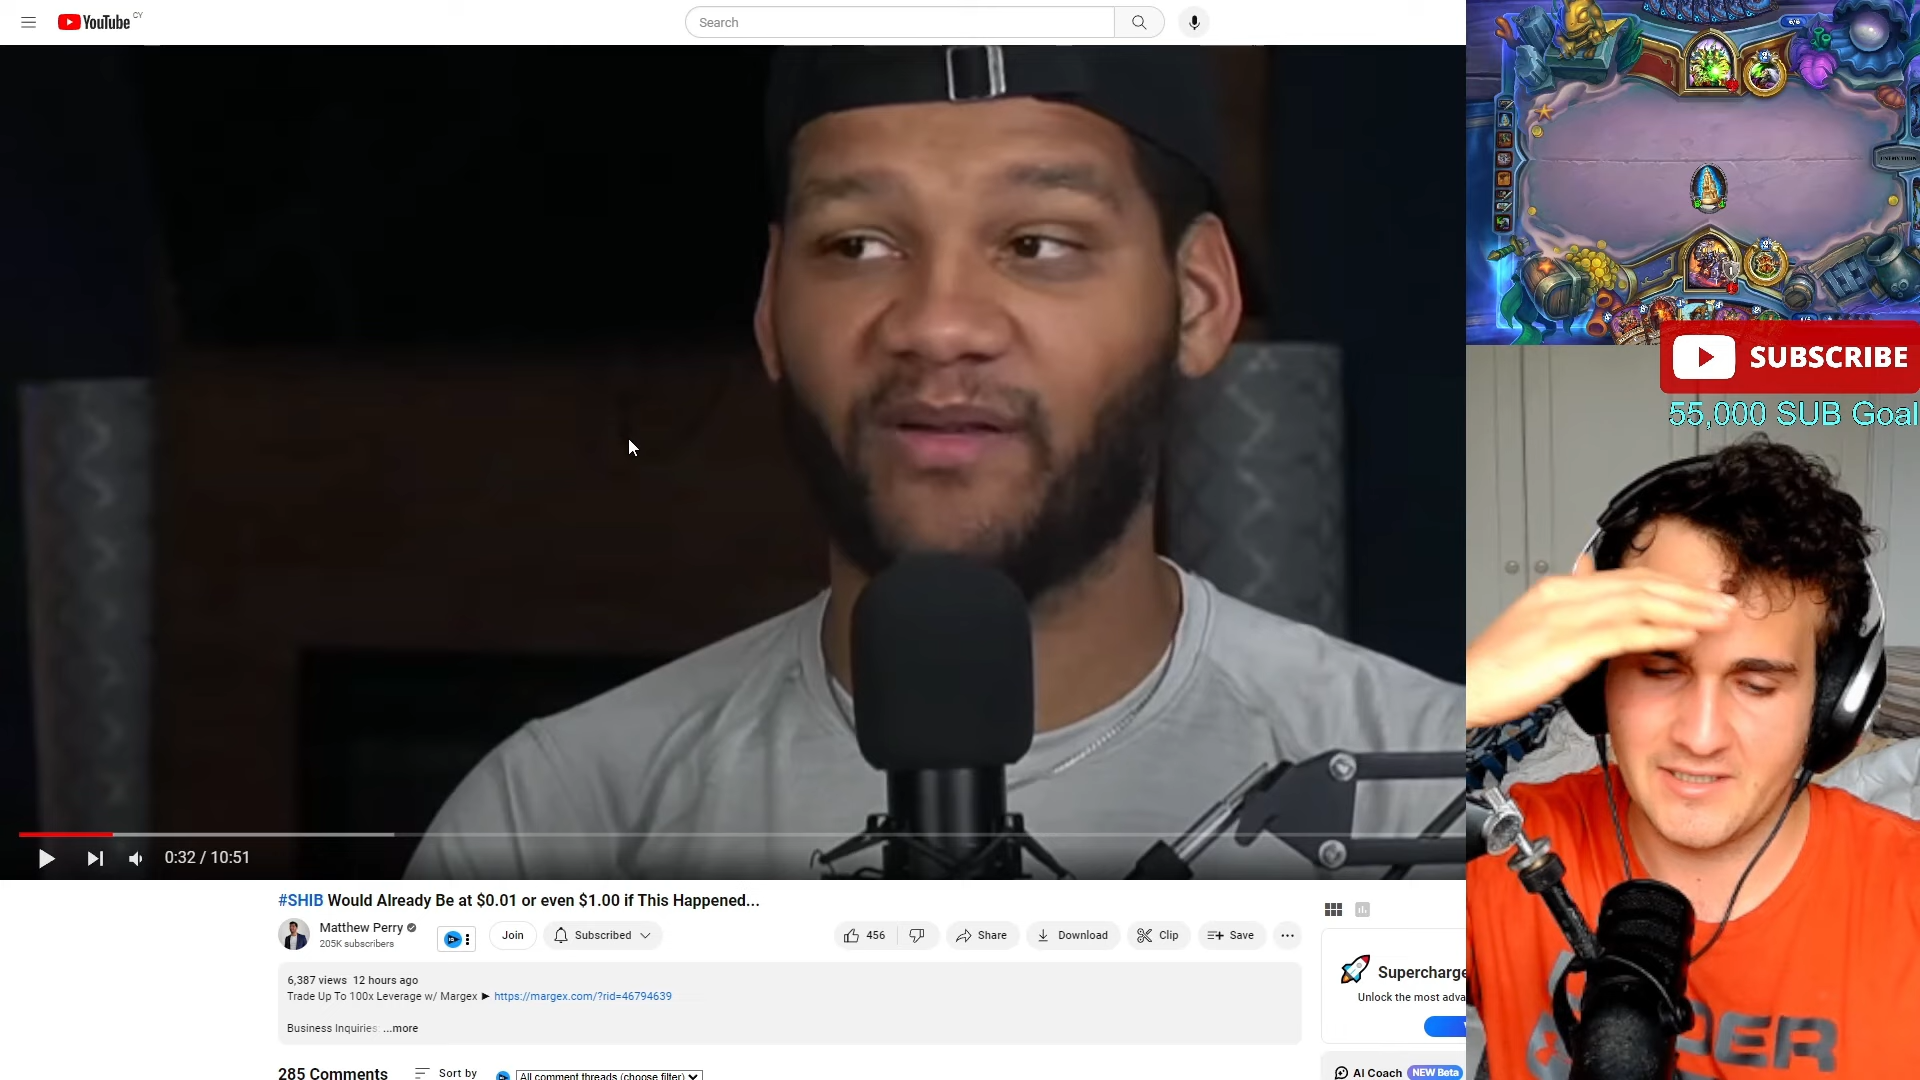 YouTube CY
Search
0:32 / 10:51
#SHIB Would Already Be at $0.01 or even $1.00 if This Happened...
Matthew Perry
205K subscribers
Join
Subscribed
456
Share
Download
Clip
Save
6,387 views 12 hours ago
Trade Up To 100x Leverage w/ Margex ► https://margex.com/?rid=46794639
Business Inquiries: ...more
285 Comments
Sort by
All comment threads (choose filter)
Supercharge
Unlock the most adva
AI Coach NEW Beta
SUBSCRIBE
55,000 SUB Goal